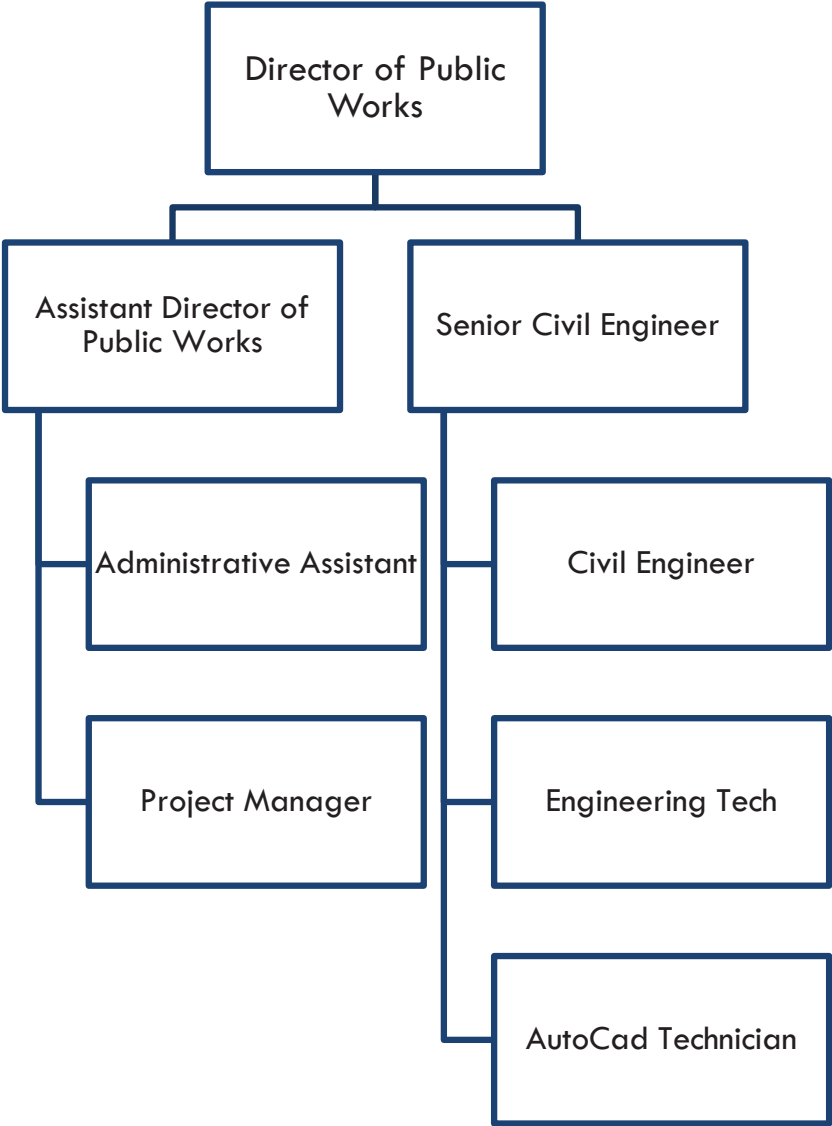 Director of Public
Works
Assistant Director of
Public Works
Senior Civil Engineer
Administrative Assistant
Civil Engineer
Project Manager
Engineering Tech
AutoCad Technician